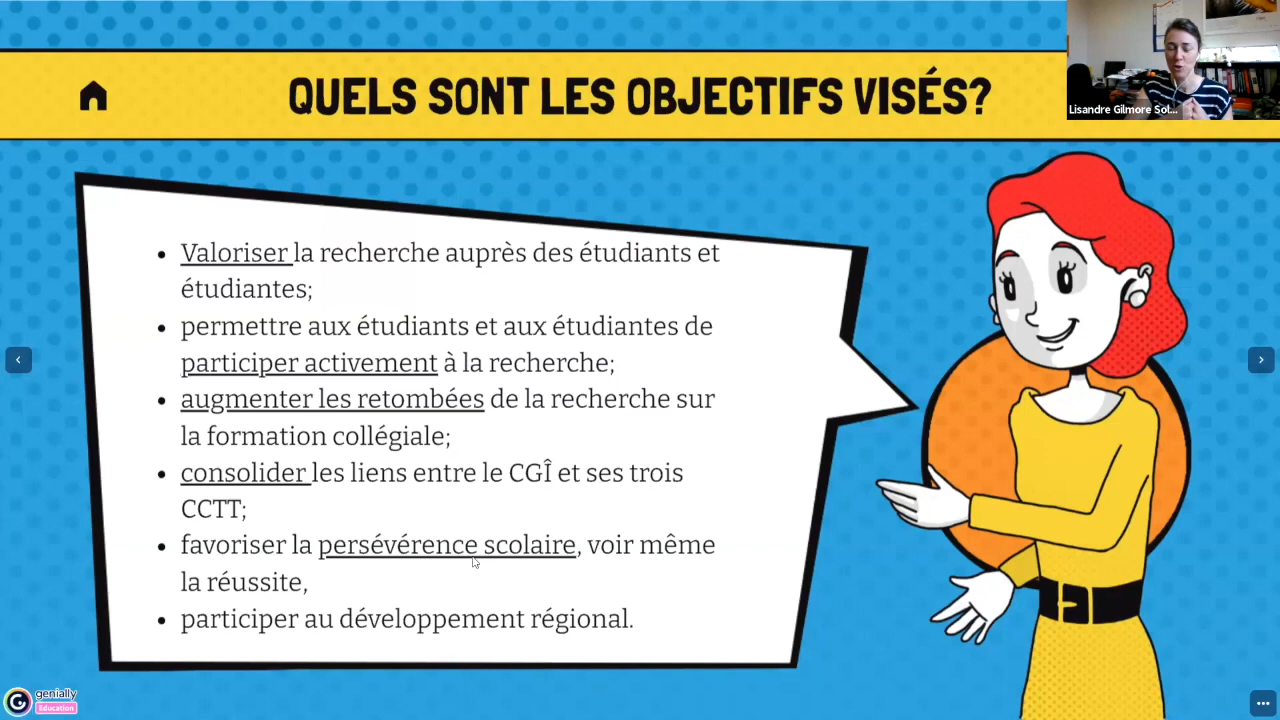 QUELS SONT LES OBJECTIFS VISÉS?
Lisandre Gilmore Sol...
Valoriser la recherche auprès des étudiants et
étudiantes;
permettre aux étudiants et aux étudiantes de
participer activement à la recherche;
augmenter les retombées de la recherche sur
la formation collégiale;
consolider les liens entre le CGÎ et ses trois
CCTT;
favoriser la persévérence scolaire, voir même
la réussite,
participer au développement régional.
genially
Education